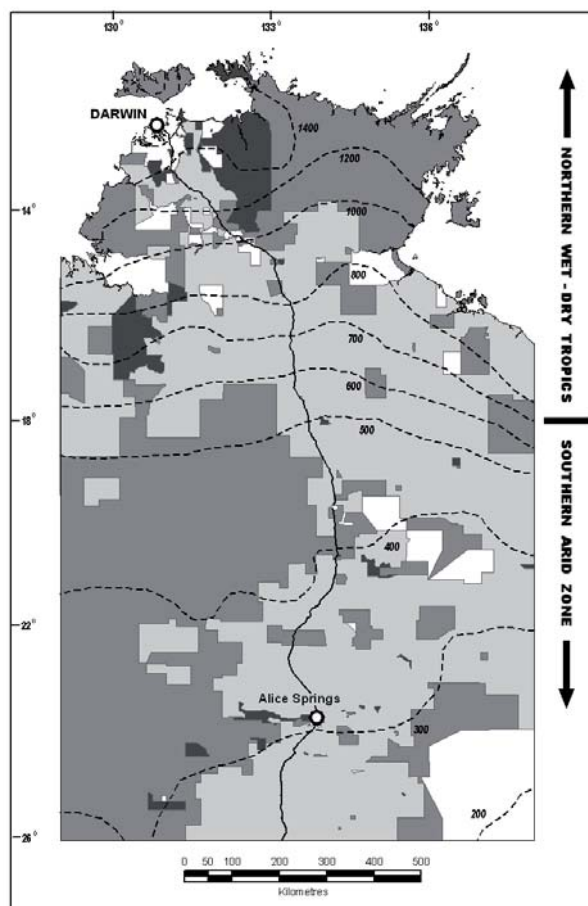 130°
133°
136°
DARWIN
1400
1200
14°
1000
800
700
600
18°
500
400
22°
Alice Springs
300
200
26°
0 50 100 200 300 400 500
Kilometres
NORTHERN WET - DRY TROPICS
SOUTHERN ARID ZONE